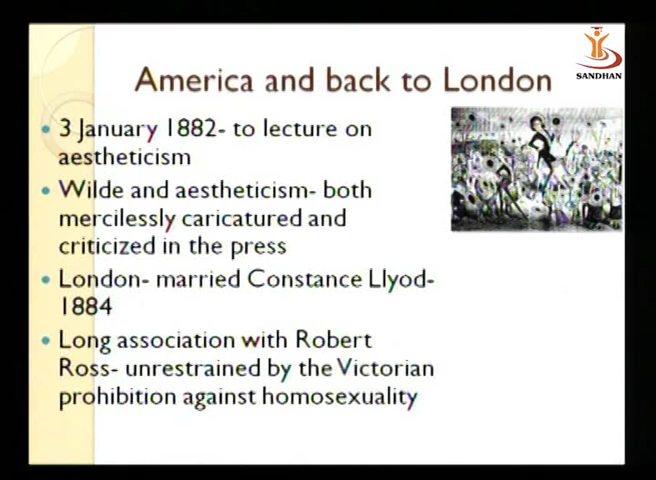 SANDHAN
America and back to London
3 January 1882- to lecture on
aestheticism
Wilde and aestheticism- both
mercilessly caricatured and
criticized in the press
London- married Constance Llyod-
1884
Long association with Robert
Ross- unrestrained by the Victorian
prohibition against homosexuality